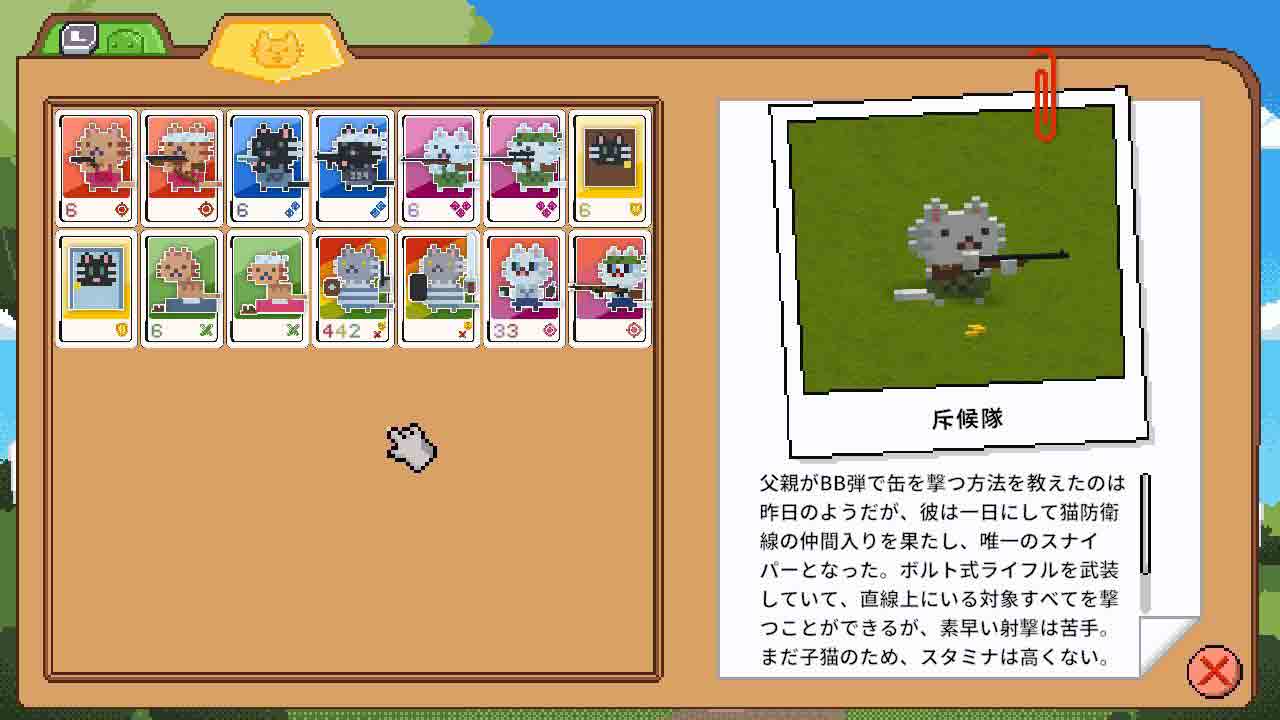 6
6
6
6
6
442
33
斥候隊
父親がBB弾で缶を撃つ方法を教えたのは
昨日のようだが、彼は一日にして猫防衛
線の仲間入りを果たし、唯一のスナイ
パーとなった。ボルト式ライフルを武装
していて、直線上にいる対象すべてを撃
つことができるが、素早い射撃は苦手。
まだ子猫のため、スタミナは高くない。